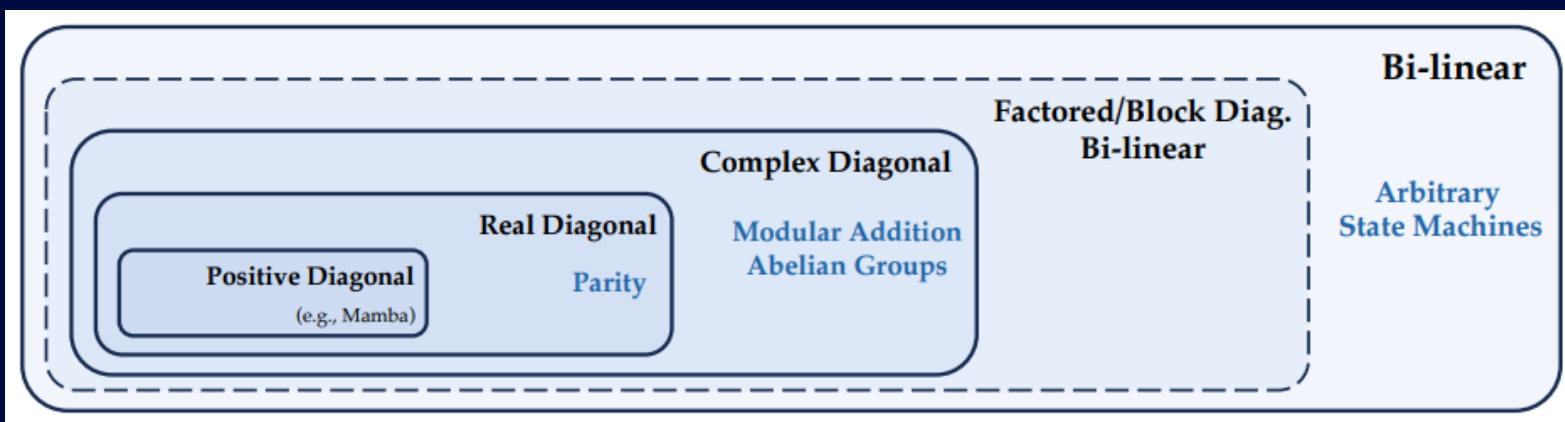 Bi-linear
Factored/Block Diag.
Bi-linear
Complex Diagonal
Real Diagonal
Positive Diagonal
(e.g., Mamba)
Parity
Modular Addition
Abelian Groups
Arbitrary
State Machines